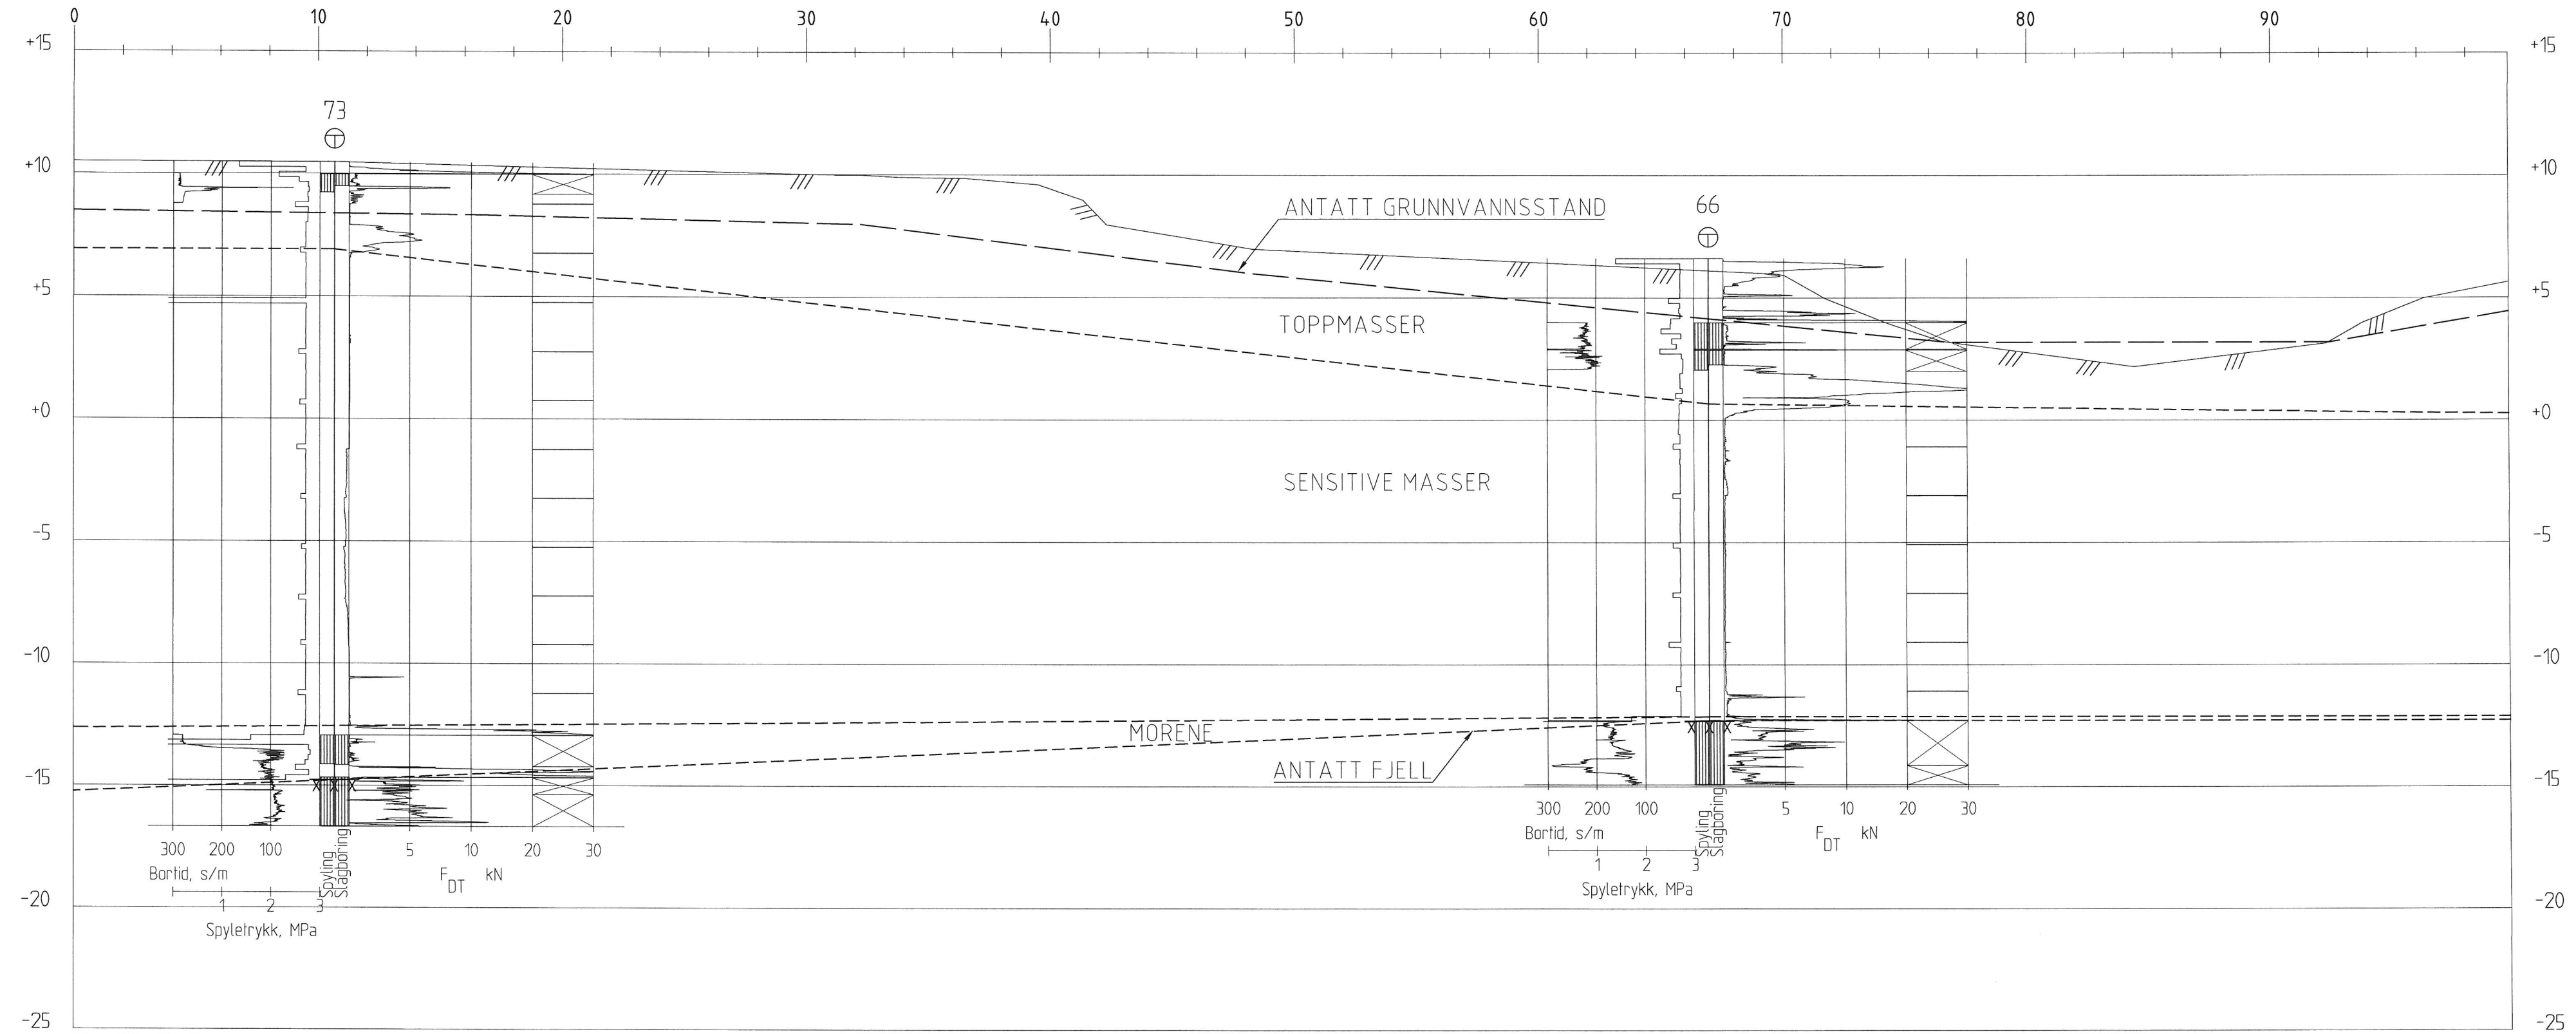 0 10 20 30 40 50 60 70 80 90
+15 +15
73
+10 +10
66
ANTATT GRUNNVANNSSTAND
+5 +5
TOPPMASSER
+0 +0
SENSITIVE MASSER
-5 -5
-10 -10
MORENE
ANTATT FJELL
-15 -15
300 200 100 Spyling Slagboring 5 10 20 30
Bortid, s/m F DT kN
1 2 3
Spyletrykk, MPa
300 200 100 Spyling Slagboring 5 10 20 30
Bortid, s/m F DT kN
1 2 3
Spyletrykk, MPa
-20 -20
-25 -25